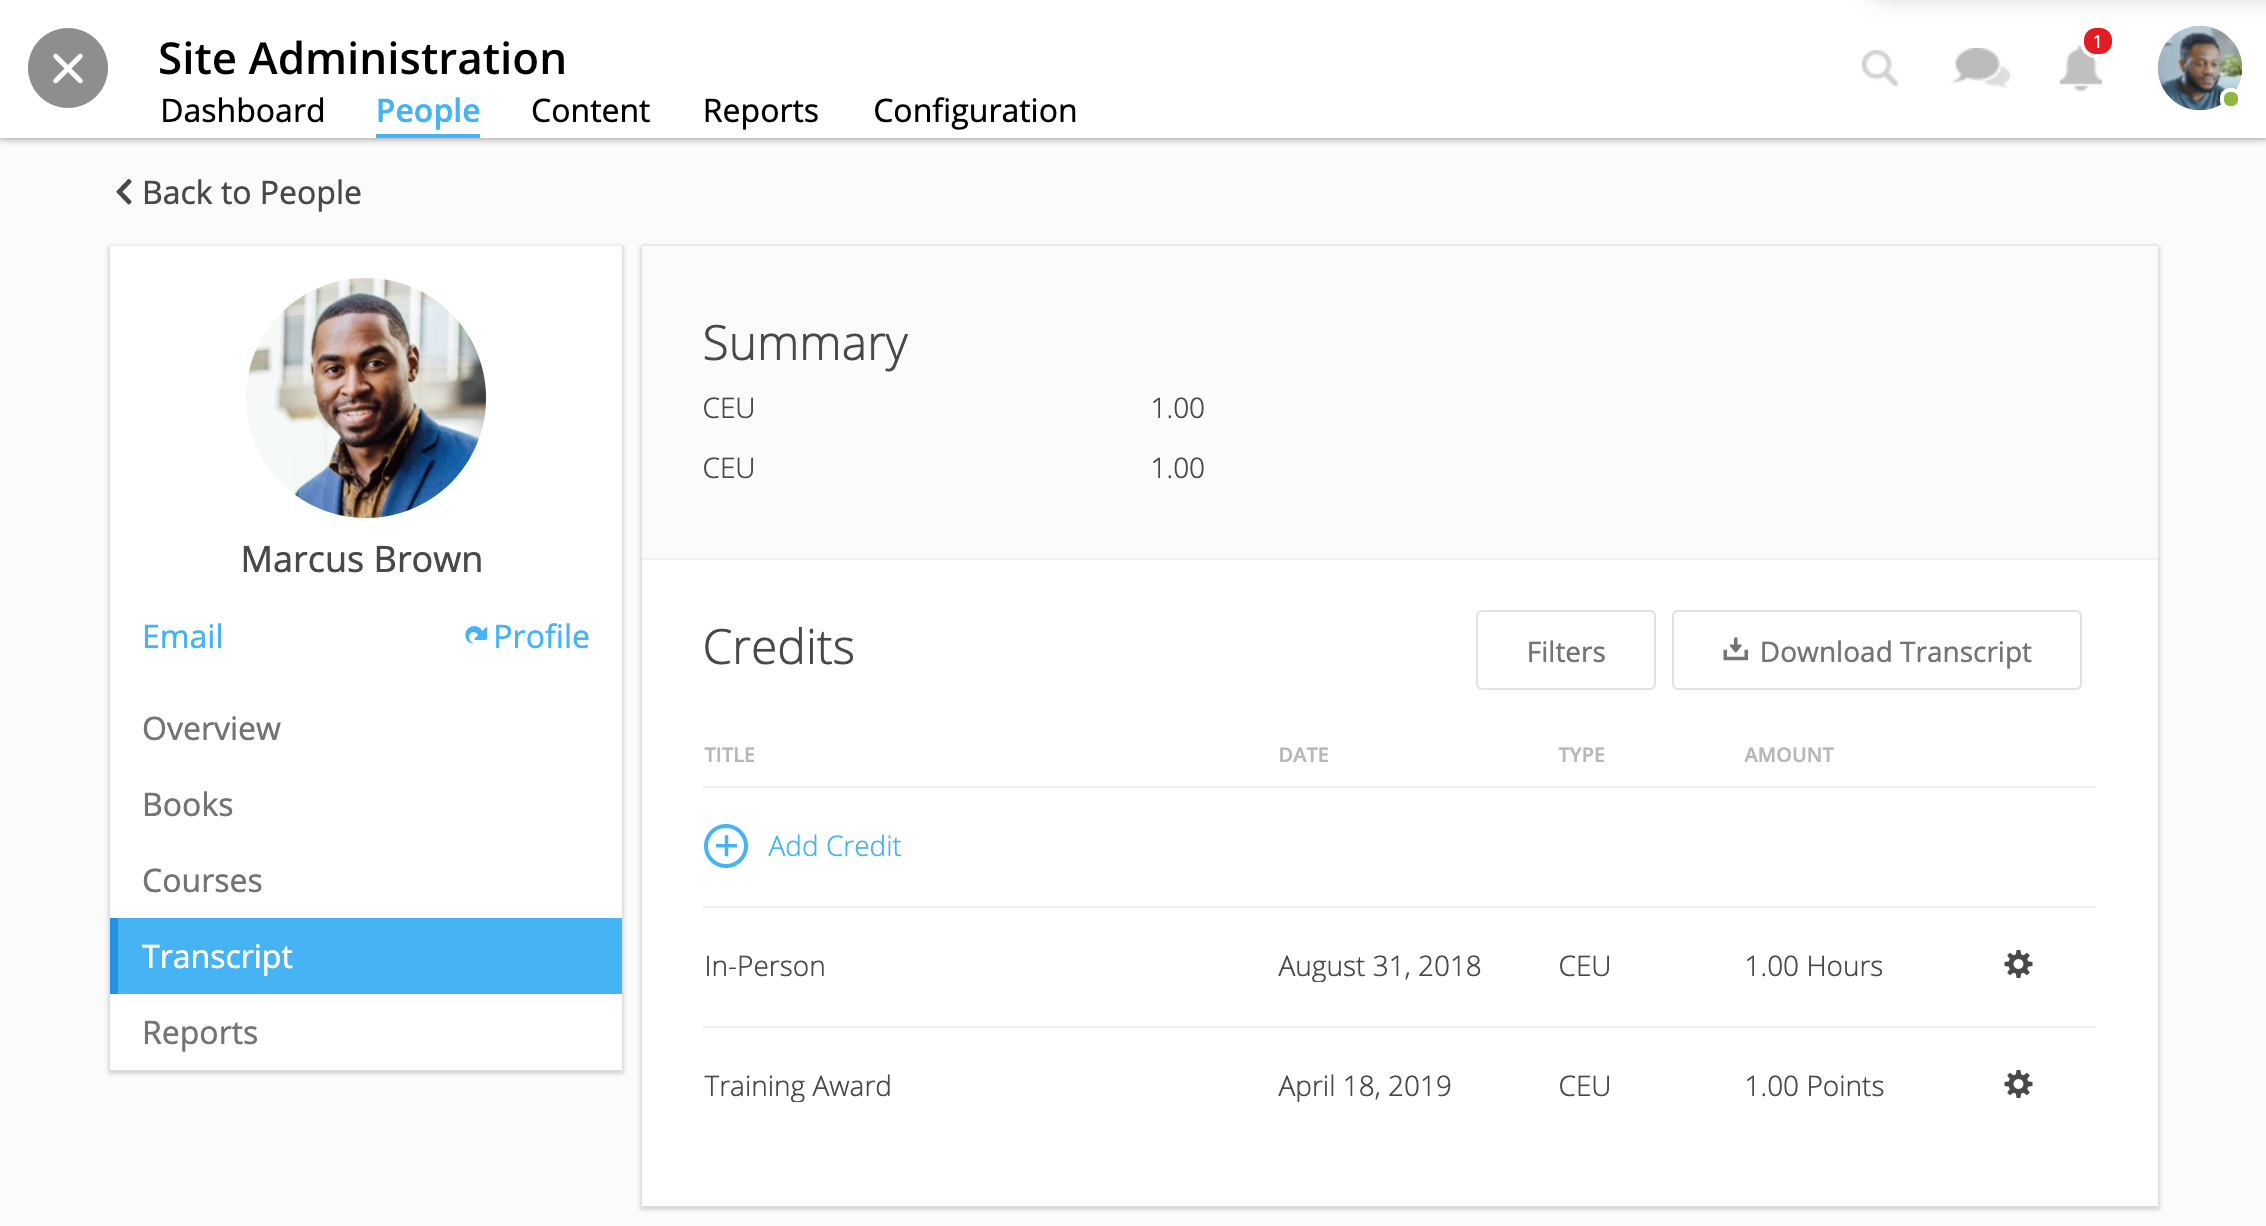 Site Administration
1
Dashboard People Content Reports Configuration
Back to People
Marcus Brown
Email Profile
Overview
Books
Courses
Transcript
Reports
Summary
CEU 1.00
CEU 1.00
Credits Filters Download Transcript
TITLE DATE TYPE AMOUNT
Add Credit
In-Person August 31, 2018 CEU 1.00 Hours
Training Award April 18, 2019 CEU 1.00 Points